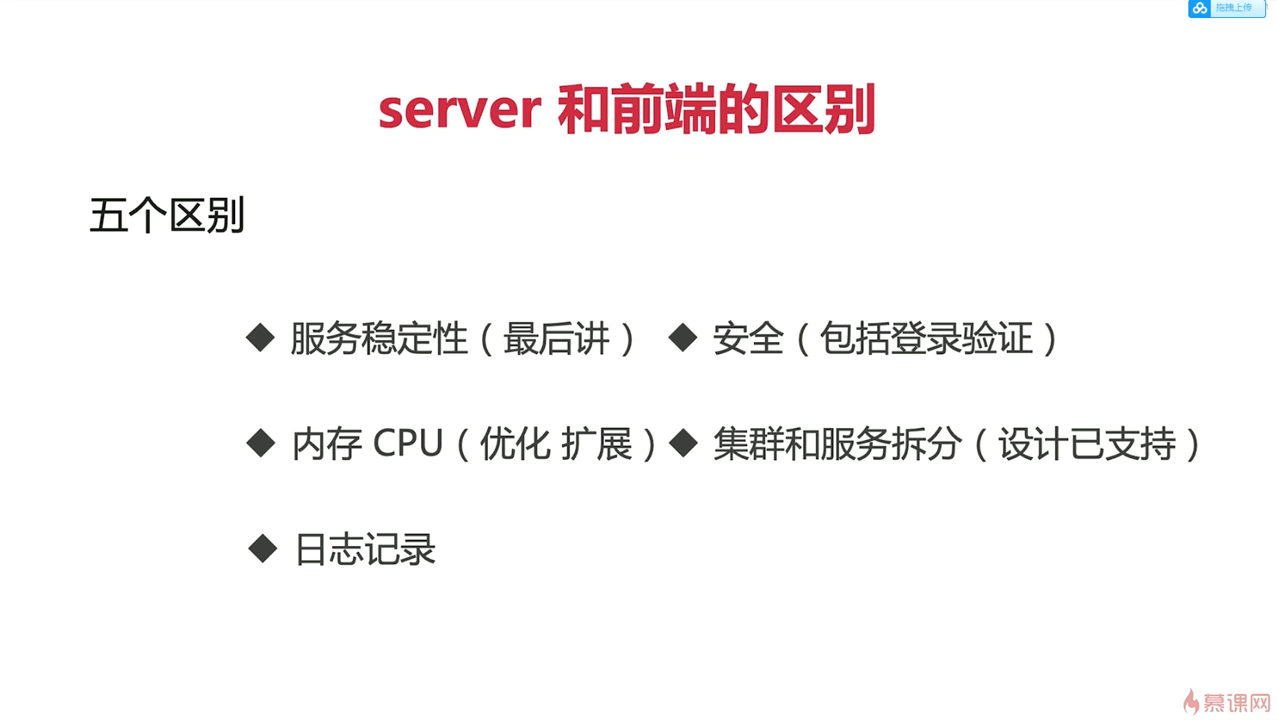 拖拽上传
server 和前端的区别
五个区别
◆ 服务稳定性（最后讲） ◆ 安全（包括登录验证）
◆ 内存 CPU（优化 扩展）◆ 集群和服务拆分（设计已支持）
◆ 日志记录
慕课网